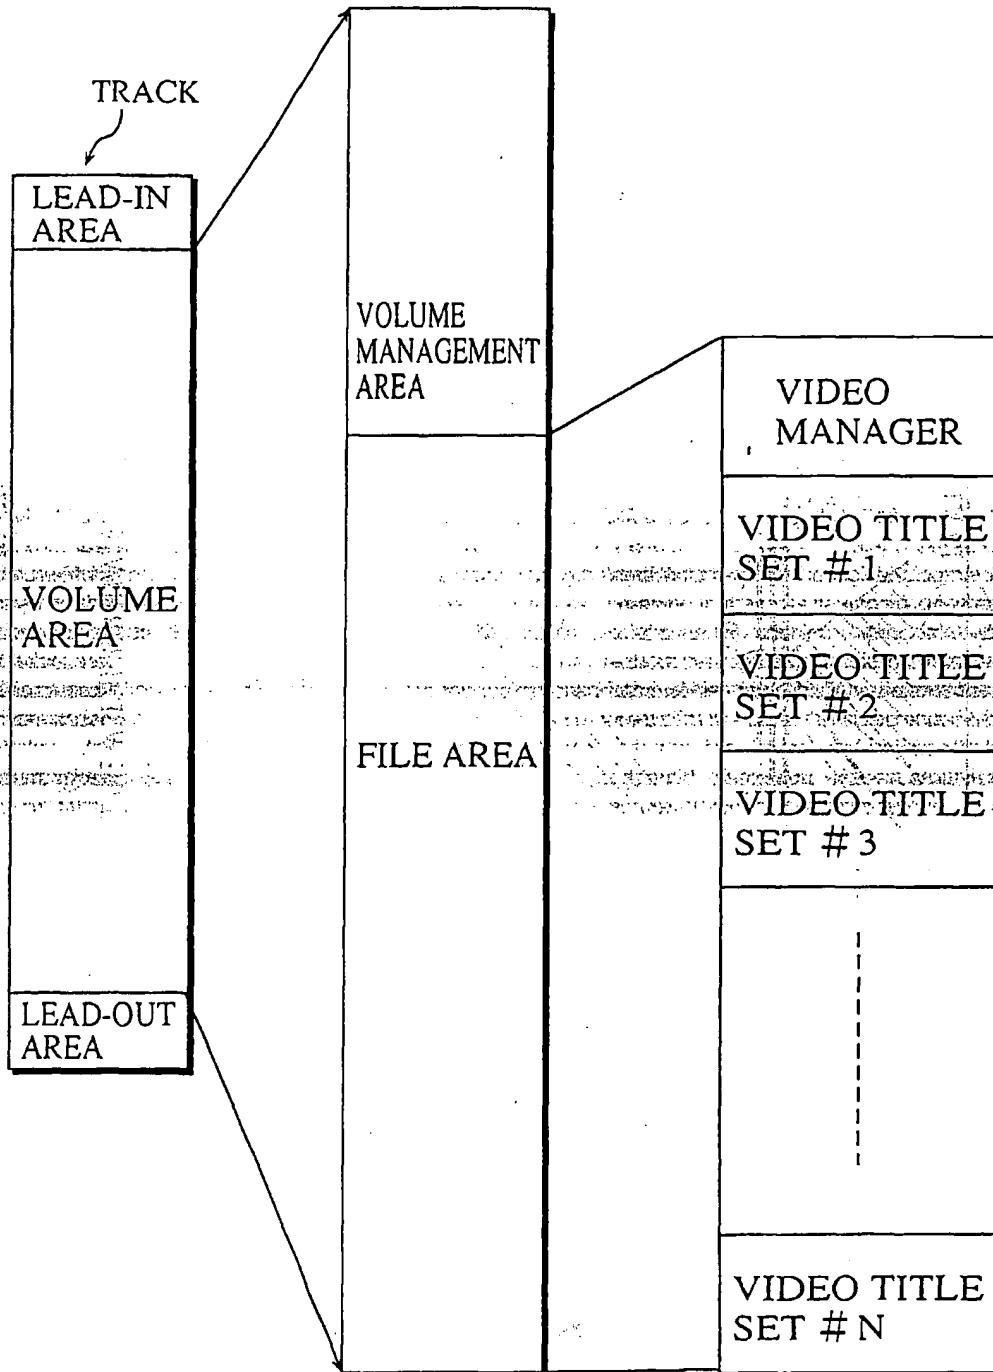 TRACK
LEAD-IN
AREA
VOLUME
AREA
LEAD-OUT
AREA
VOLUME
MANAGEMENT
AREA
FILE AREA
VIDEO
MANAGER
VIDEO TITLE
SET #1
VIDEO TITLE
SET #2
VIDEO TITLE
SET #3
VIDEO TITLE
SET #N